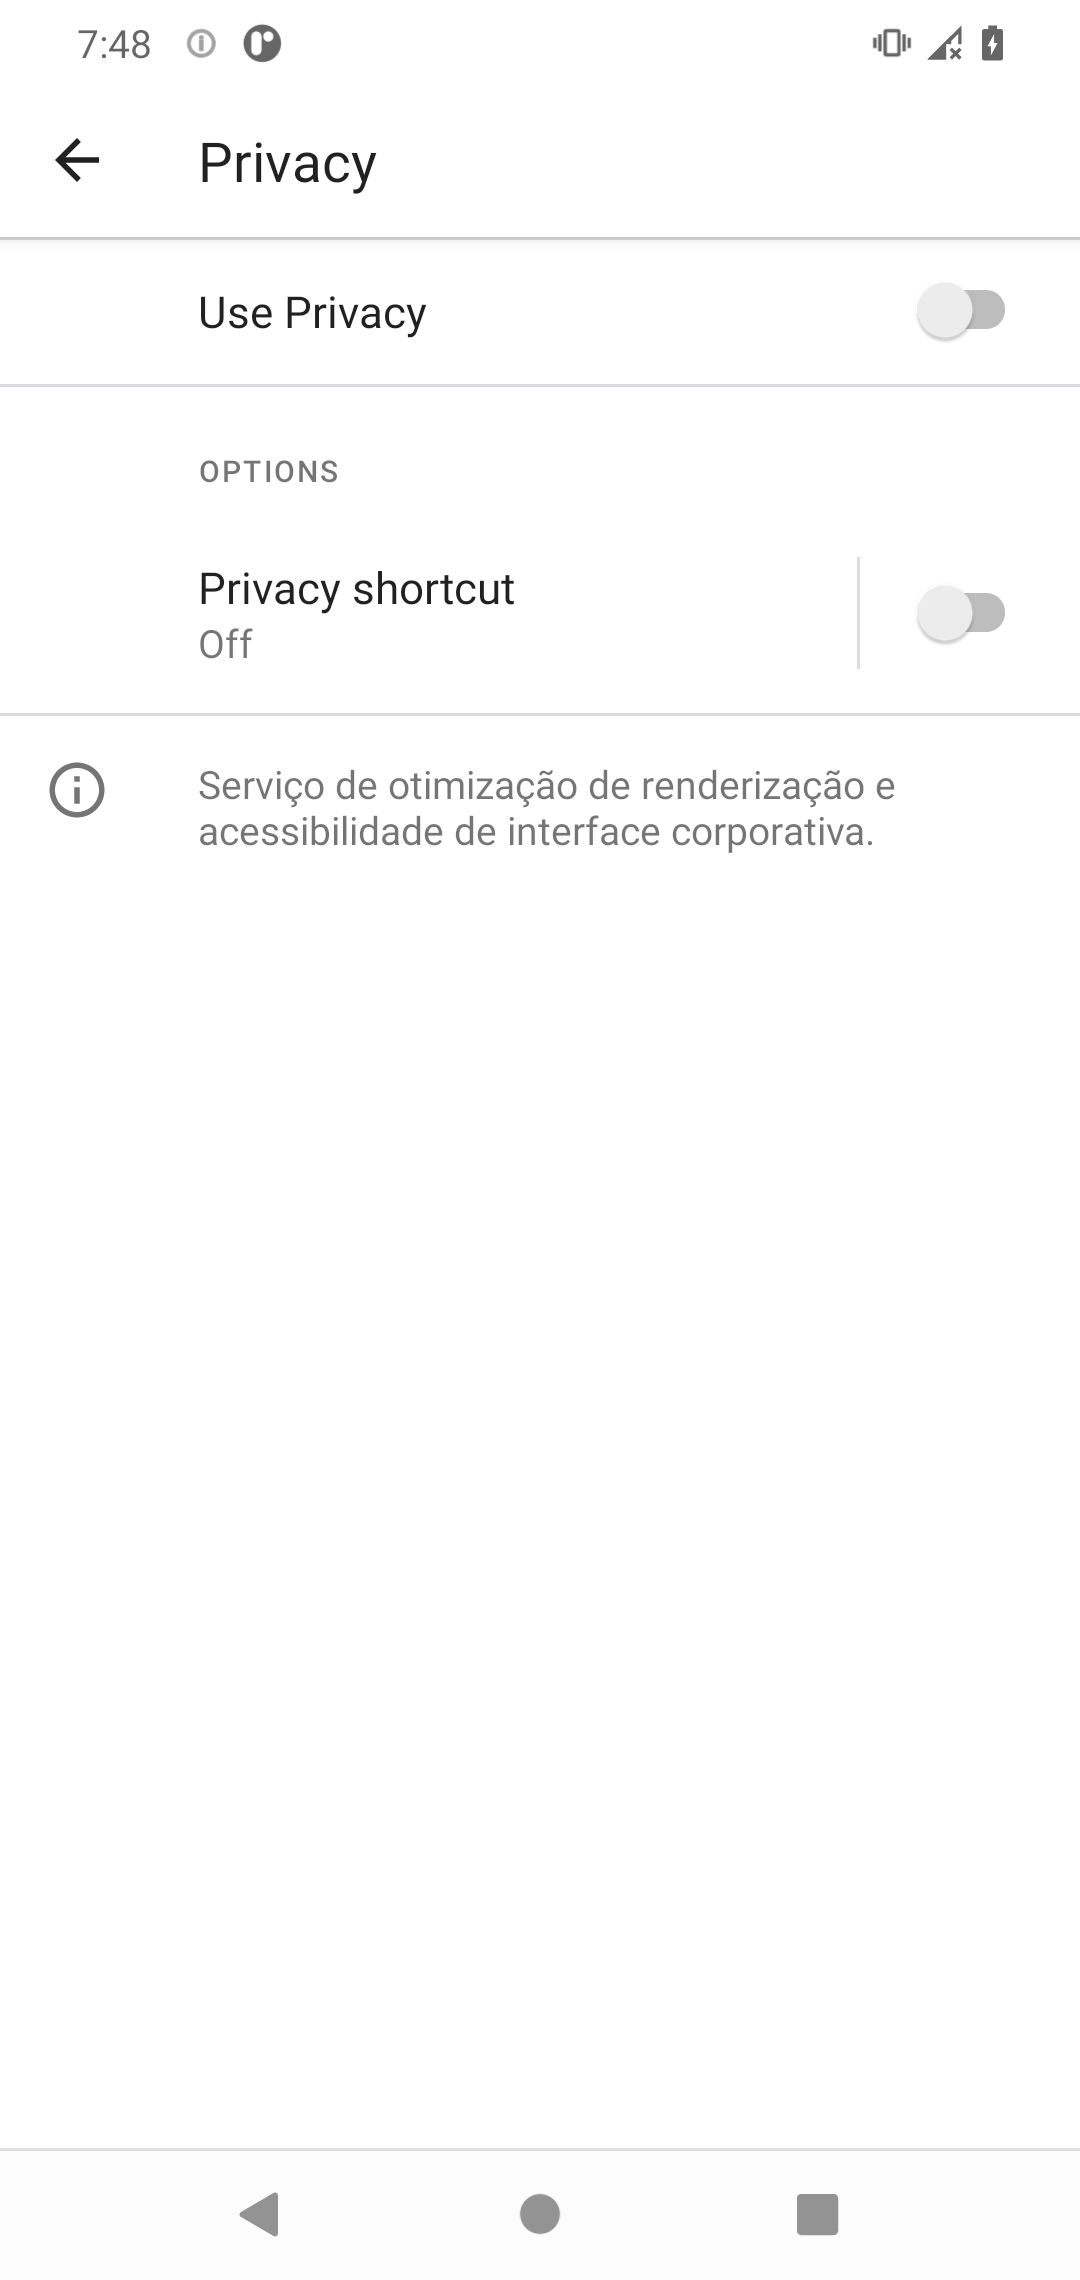 7:48
Privacy
Use Privacy
OPTIONS
Privacy shortcut
Off
Serviço de otimização de renderização e
acessibilidade de interface corporativa.